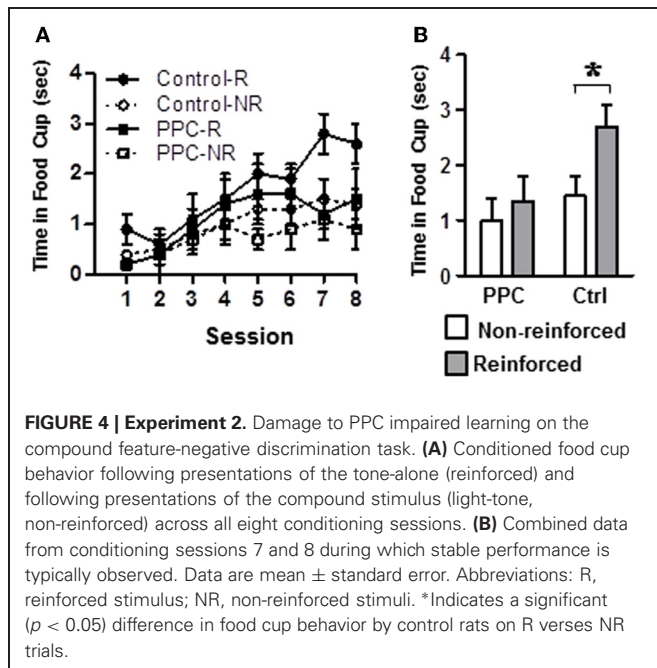 A
B
4
3
2
1
0
Time in Food Cup (sec)
Control-R
Control-NR
PPC-R
PPC-NR
1 2 3 4 5 6 7 8
Session
4
3
2
1
0
Time in Food Cup (sec)
*
PPC Ctrl
Non-reinforced
Reinforced
FIGURE 4 | Experiment 2. Damage to PPC impaired learning on the
compound feature-negative discrimination task. (A) Conditioned food cup
behavior following presentations of the tone-alone (reinforced) and
following presentations of the compound stimulus (light-tone,
non-reinforced) across all eight conditioning sessions. (B) Combined data
from conditioning sessions 7 and 8 during which stable performance is
typically observed. Data are mean ± standard error. Abbreviations: R,
reinforced stimulus; NR, non-reinforced stimuli. *Indicates a significant
(p < 0.05) difference in food cup behavior by control rats on R verses NR
trials.